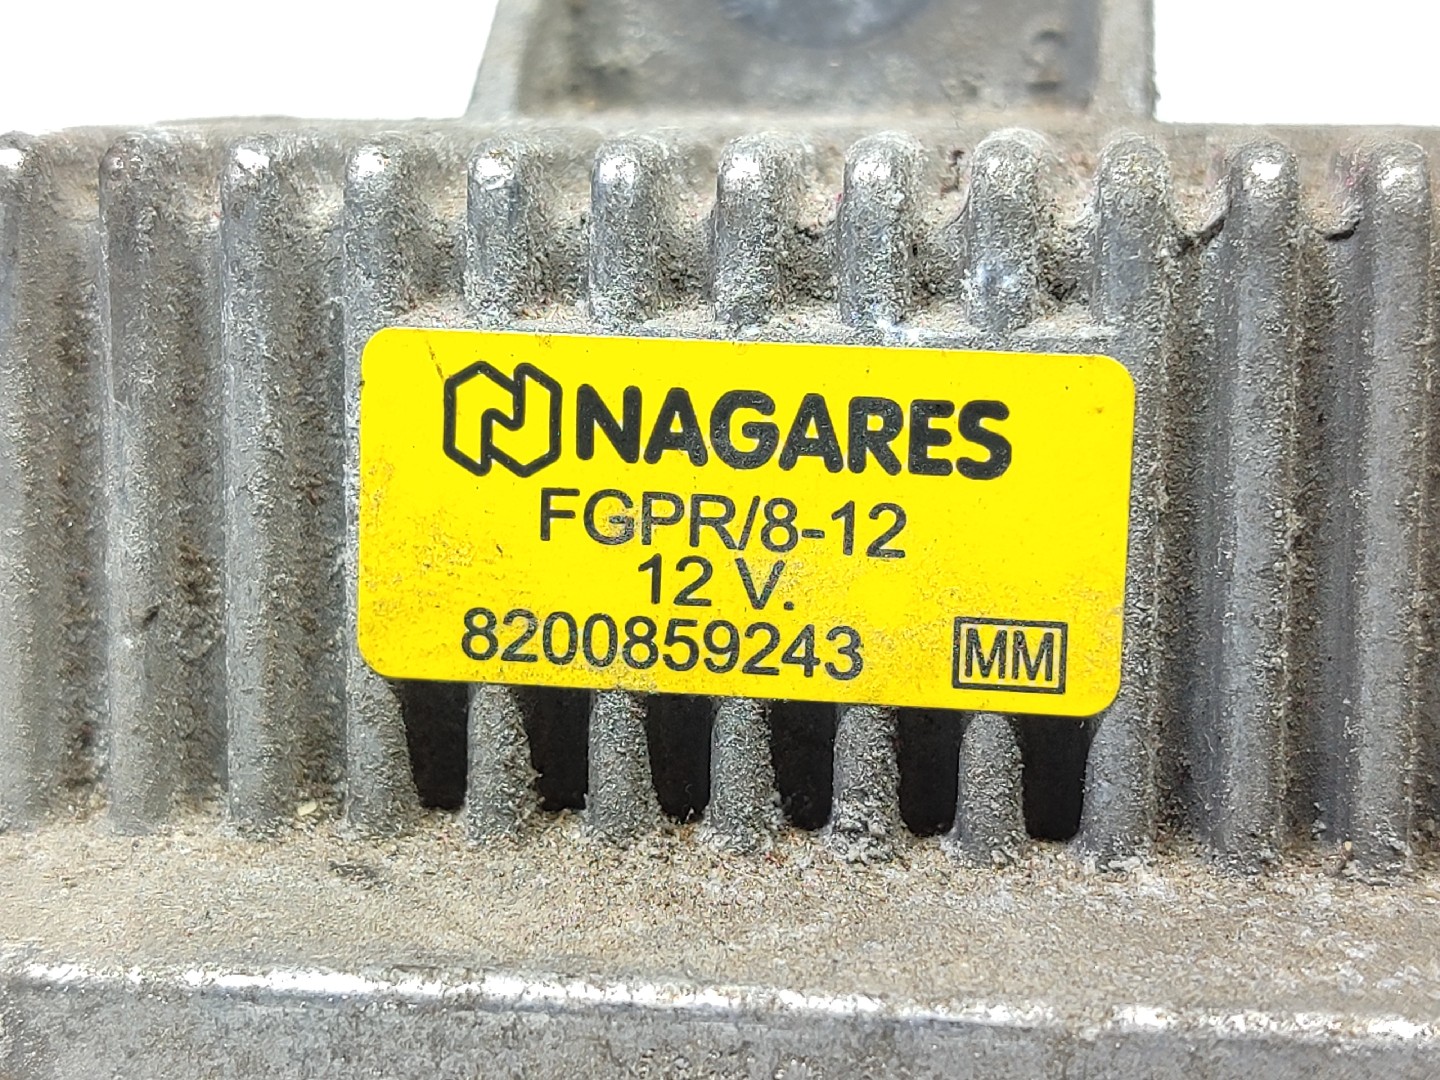 NAGARES
FGPR/8-12
12 V.
8200859243
MM